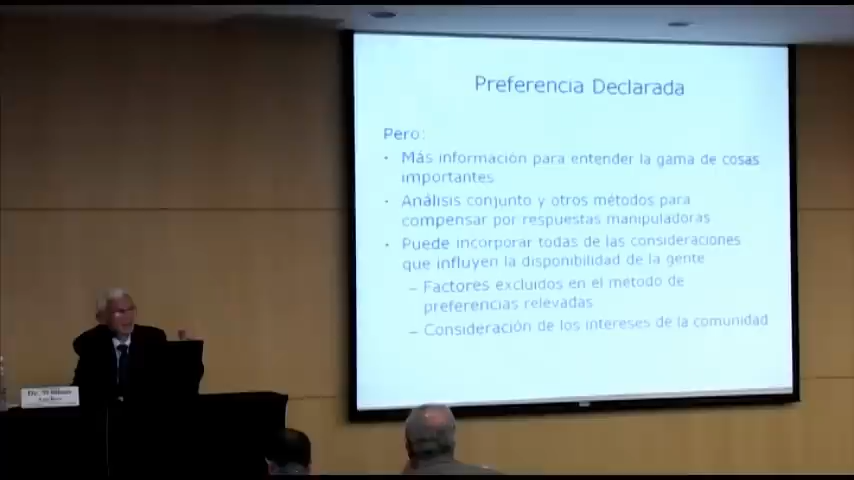 Preferencia Declarada
Pero:
• Más información para entender la gama de cosas
importantes
• Análisis conjunto y otros métodos para
compensar por respuestas manipuladoras
• Puede incorporar todas de las consideraciones
que influyen la disponibilidad de la gente
– Factores excluidos en el método de
preferencias relevadas
– Consideración de los intereses de la comunidad
Dr. William